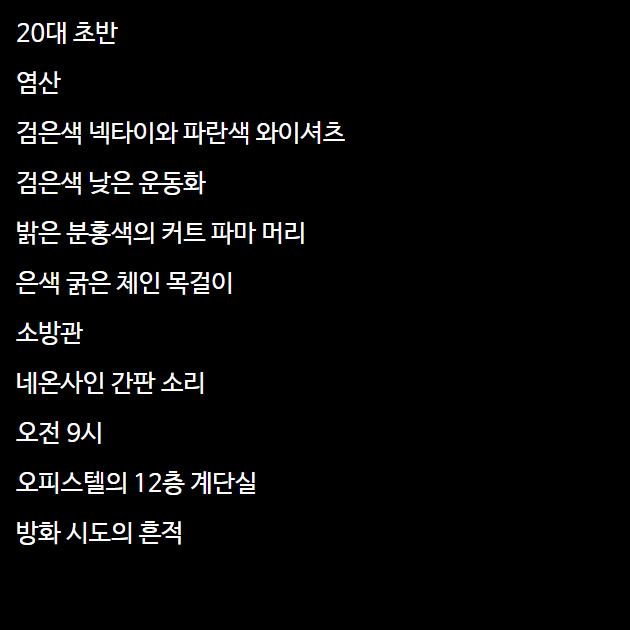 20대 초반
염산
검은색 넥타이와 파란색 와이셔츠
검은색 낮은 운동화
밝은 분홍색의 커트 파마 머리
은색 굵은 체인 목걸이
소방관
네온사인 간판 소리
오전 9시
오피스텔의 12층 계단실
방화 시도의 흔적